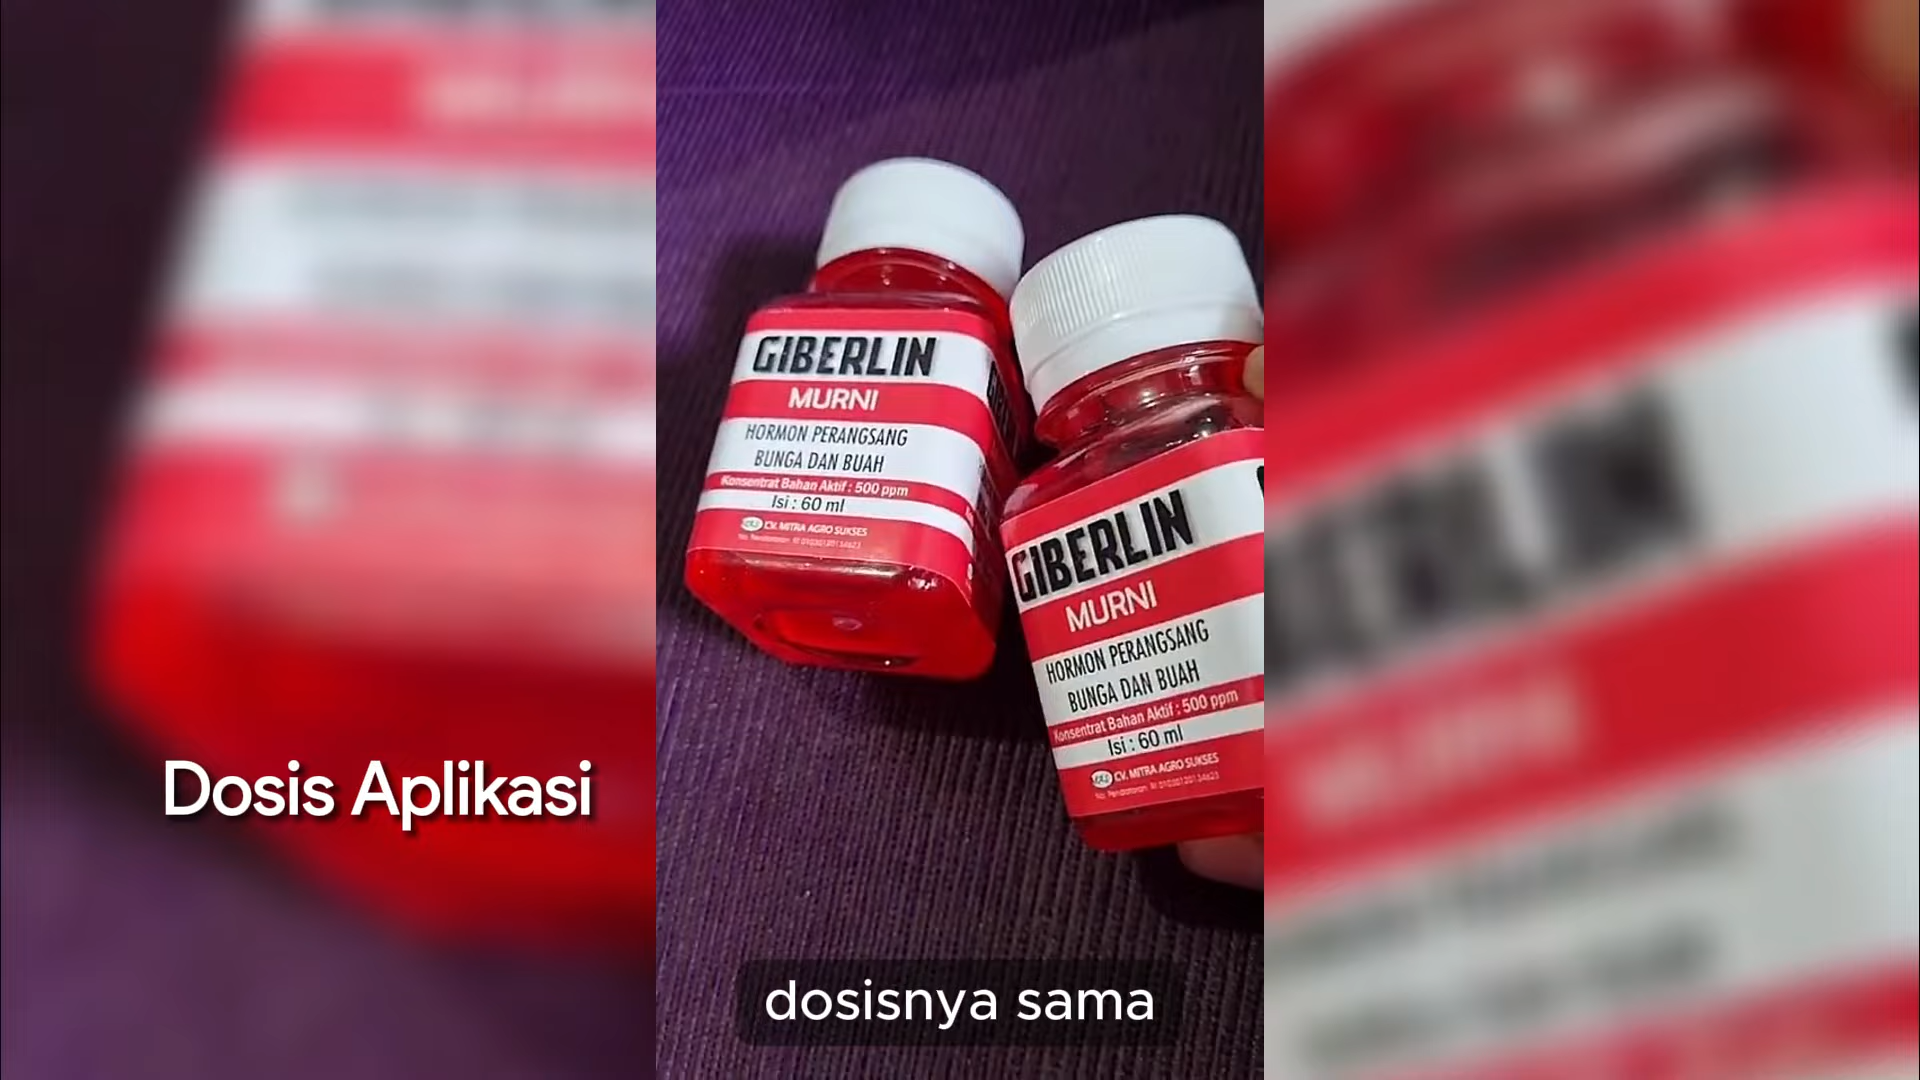 GIBERLIN
MURNI
HORMON PERANGSANG
BUNGA DAN BUAH
Konsentrat Bahan Aktif : 500 ppm
Isi : 60 ml
CV. MITRA AGRO SUKSES
GIBERLIN
MURNI
HORMON PERANGSANG
BUNGA DAN BUAH
Konsentrat Bahan Aktif : 500 ppm
Isi : 60 ml
CV. MITRA AGRO SUKSES
Dosis Aplikasi
dosisnya sama